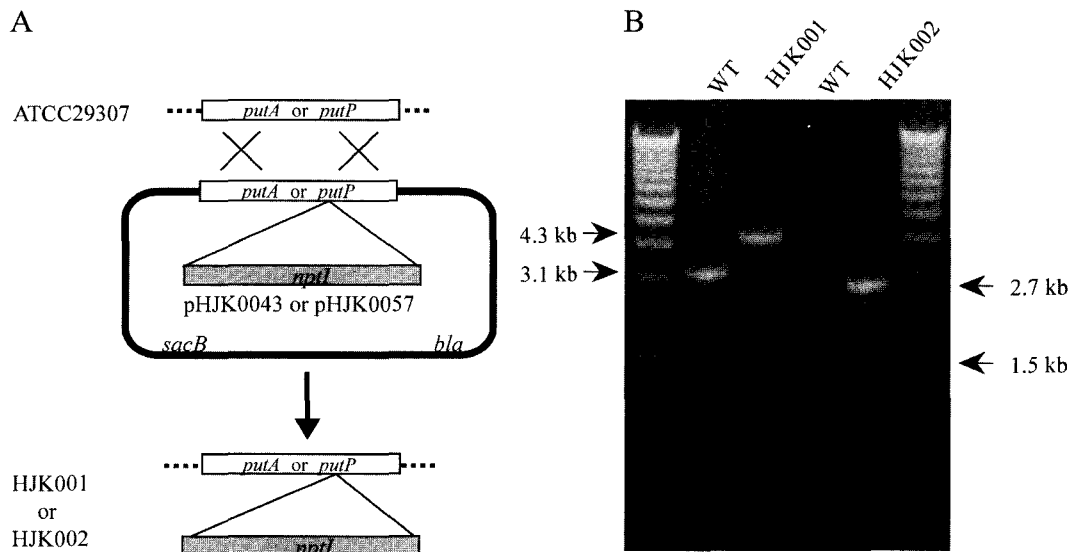 A
ATCC29307
putA or putP
putA or putP
nptI
pHJK0043 or pHJK0057
sacB
bla
HJK001
or
HJK002
putA or putP
nptI
B
WT
HJK001
WT
HJK002
4.3 kb
3.1 kb
2.7 kb
1.5 kb